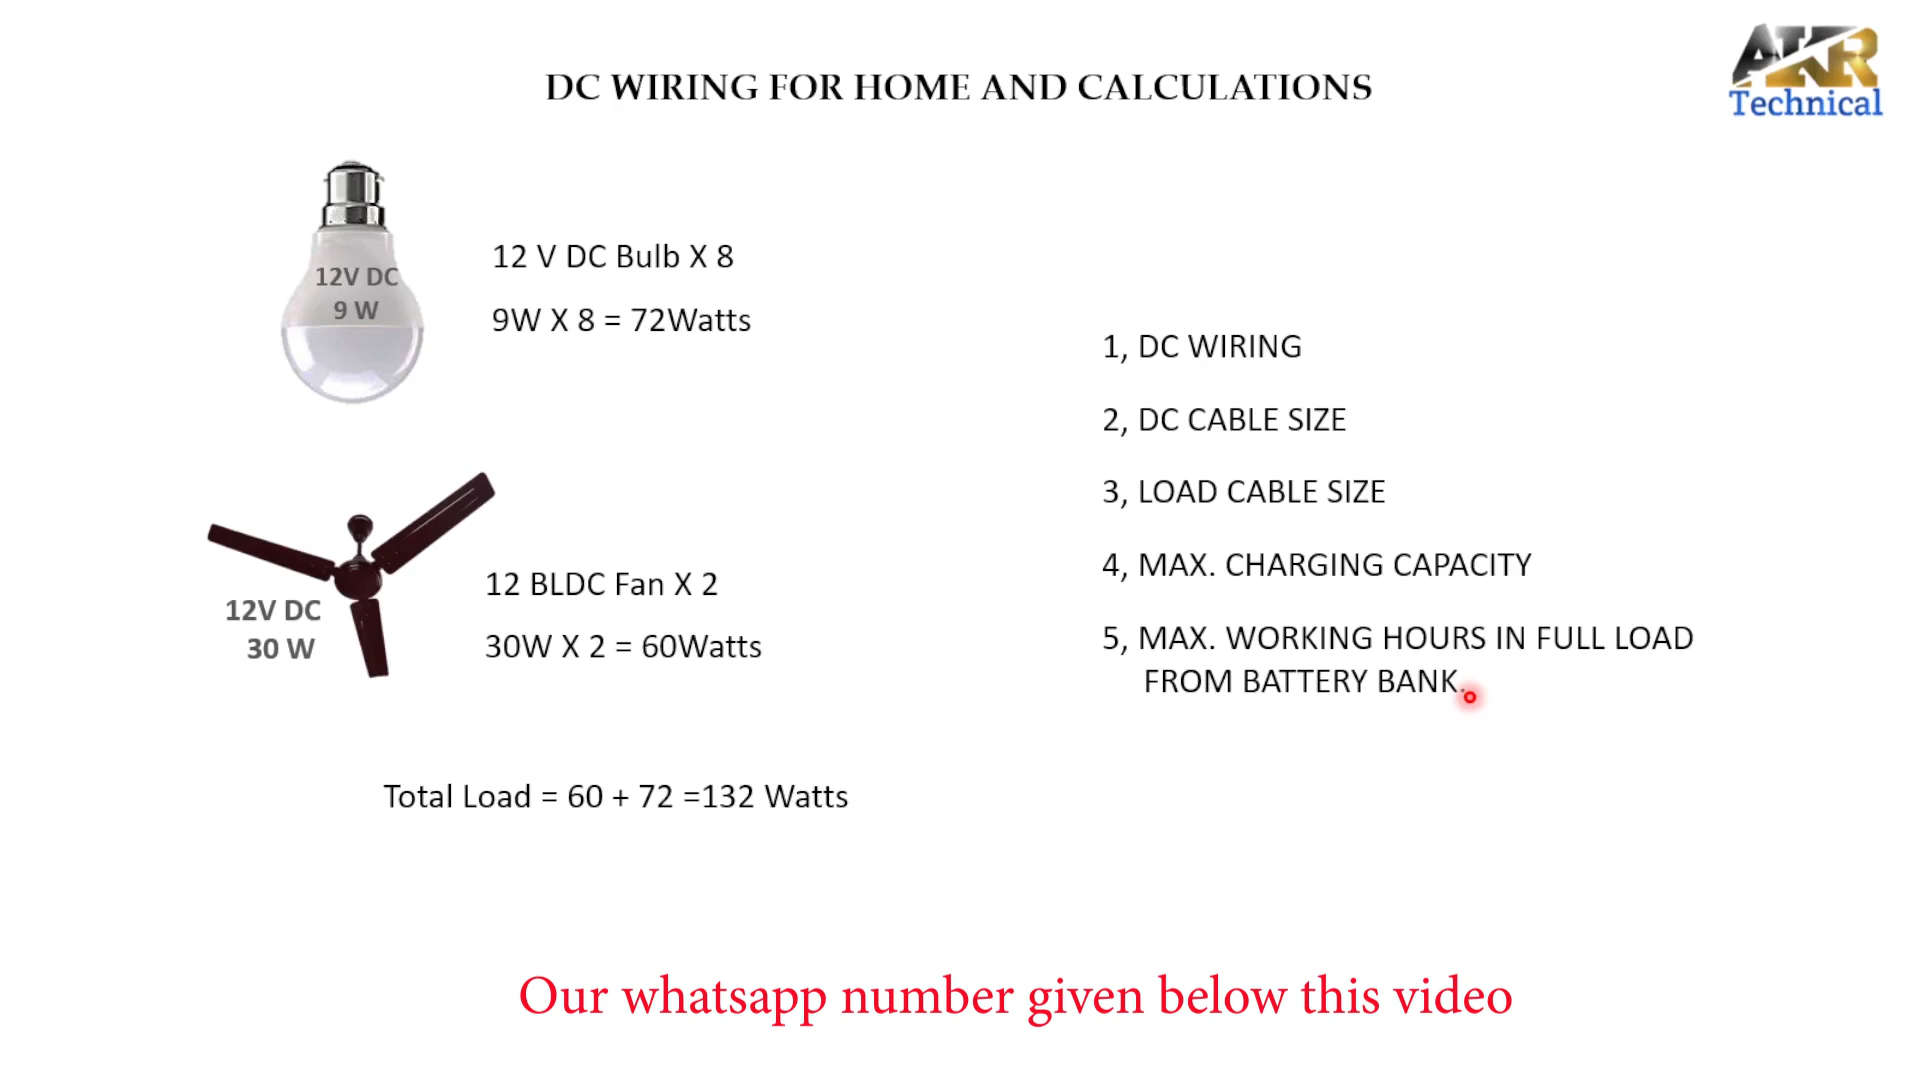 AKR
Technical
DC WIRING FOR HOME AND CALCULATIONS
12V DC
9 W
12 V DC Bulb X 8
9W X 8 = 72Watts
12V DC
30 W
12 BLDC Fan X 2
30W X 2 = 60Watts
Total Load = 60 + 72 =132 Watts
1, DC WIRING
2, DC CABLE SIZE
3, LOAD CABLE SIZE
4, MAX. CHARGING CAPACITY
5, MAX. WORKING HOURS IN FULL LOAD
FROM BATTERY BANK.
Our whatsapp number given below this video